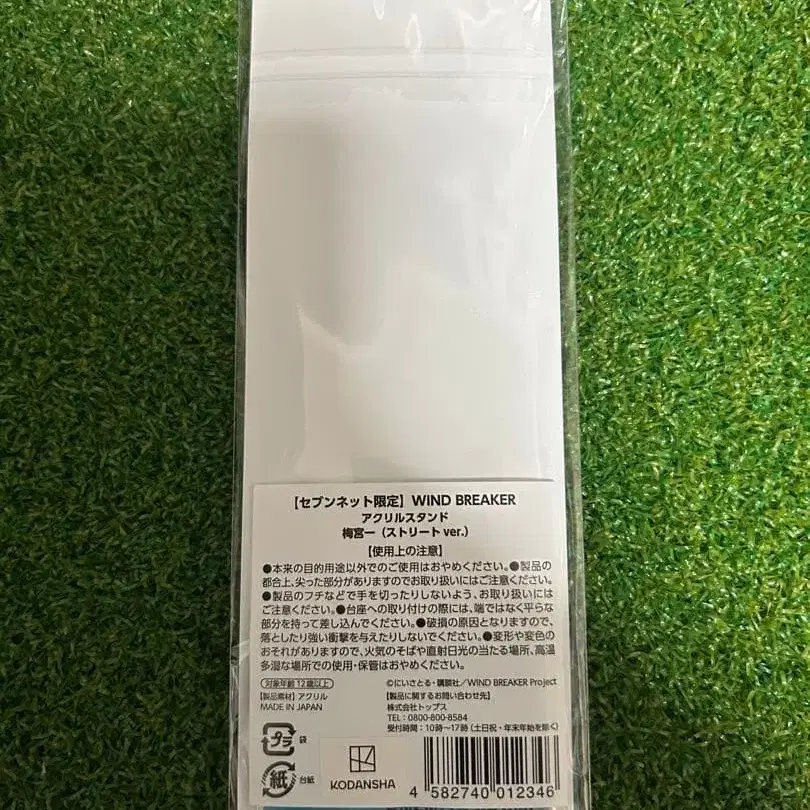 【セブンネット限定】WIND BREAKER
アクリルスタンド
梅宮一（ストリートver.）
【使用上の注意】
●本来の目的用途以外でのご使用はおやめください。●製品の
都合上、尖った部分がありますのでお取り扱いにはご注意ください。
●製品のフチなどで手を切ったりしないよう、お取り扱いには
ご注意ください。●台座への取り付けの際には、端ではなく平らな
部分を持って差し込んでください。●破損の原因となりますので、
落としたり強い衝撃を与えたりしないでください。●変形や変色の
おそれがありますので、火気のそばや直射日光の当たる場所、高温
多湿な場所での使用・保管はおやめください。
対象年齢12歳以上
【製品素材】アクリル
MADE IN JAPAN
©にいさとる・講談社／WIND BREAKER Project
【製品に関するお問い合わせ先】
株式会社トップス
TEL：0800-800-8584
受付時間：10時～17時（土日祝・年末年始を除く）
プラ 袋
紙 台紙
KODANSHA
4 582740 012346